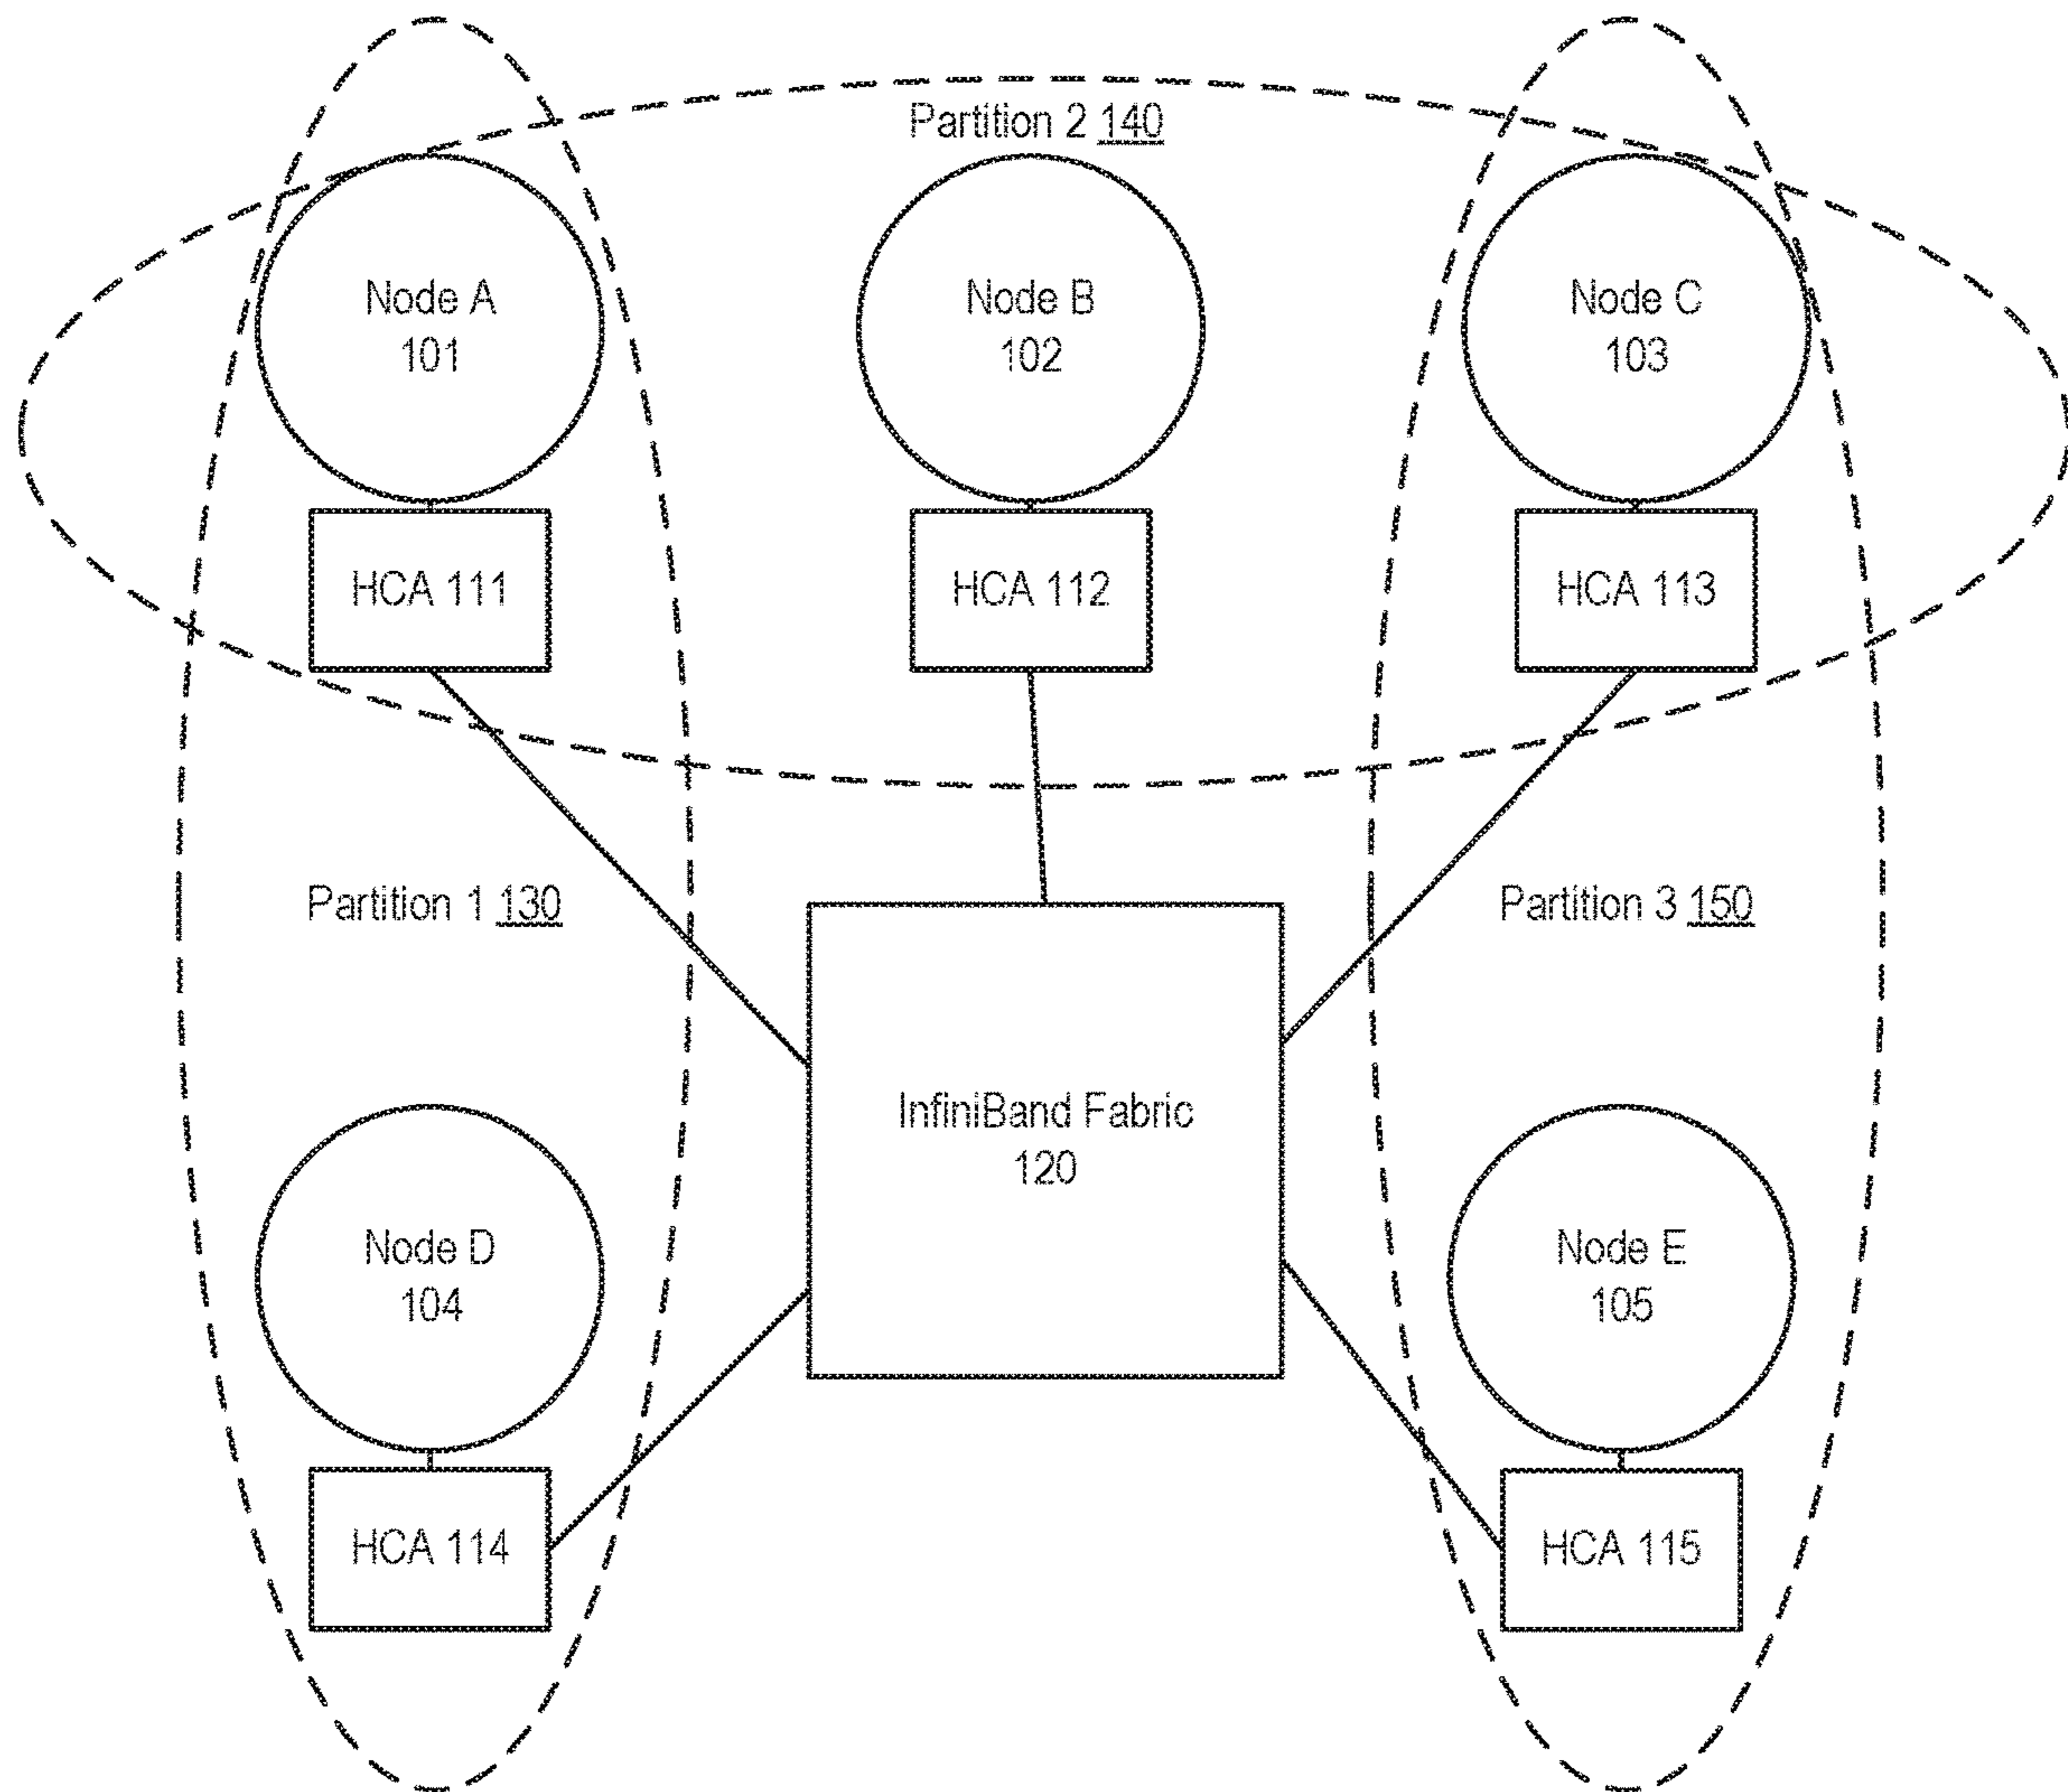 Partition 2 140
Node A
101
Node B
102
Node C
103
HCA 111
HCA 112
HCA 113
Partition 1 130
Partition 3 150
InfiniBand Fabric
120
Node D
104
Node E
105
HCA 114
HCA 115